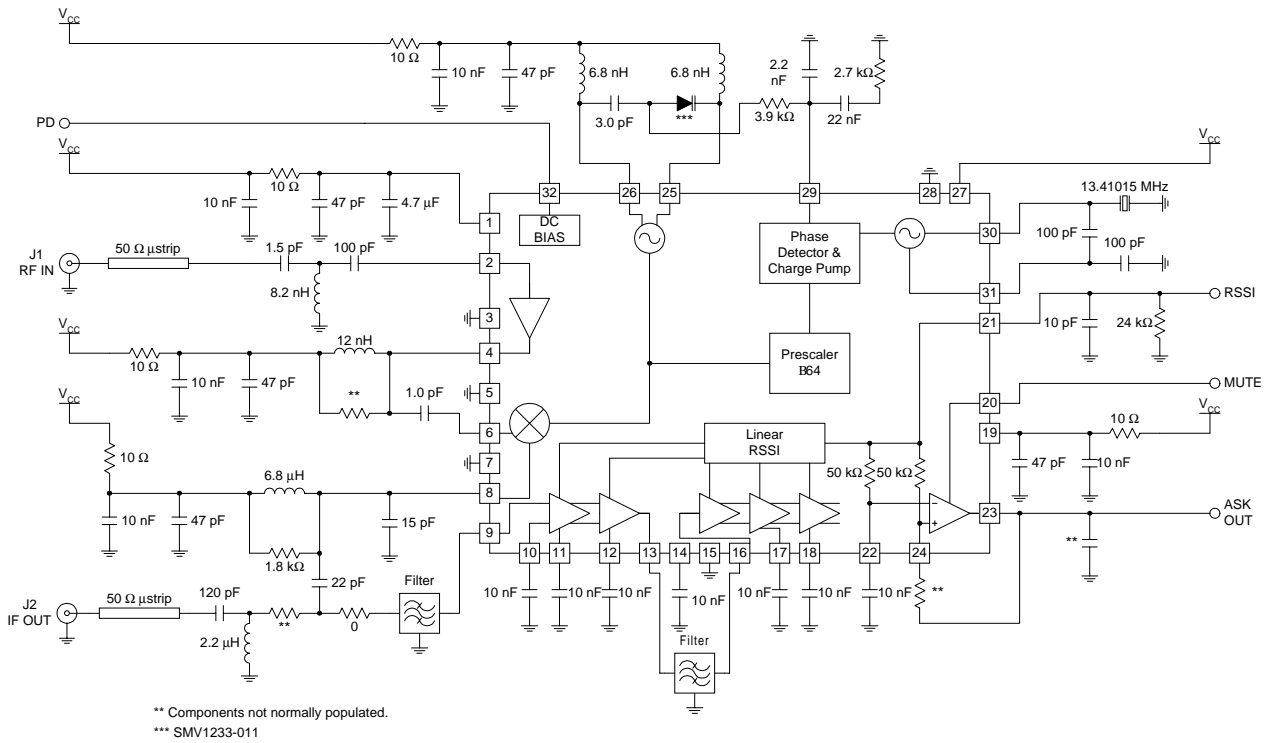 V_CC
10 Ω
10 nF
47 pF
6.8 nH
6.8 nH
3.0 pF
***
2.2 nF
2.7 kΩ
3.9 kΩ
22 nF
PD
V_CC
10 Ω
10 nF
47 pF
4.7 µF
V_CC
13.41015 MHz
100 pF
100 pF
32
26
25
29
28
27
1
DC
BIAS
Phase
Detector &
Charge Pump
30
J1
RF IN
50 Ω µstrip
1.5 pF
100 pF
8.2 nH
2
31
3
21
RSSI
10 pF
24 kΩ
V_CC
10Ω
10 nF
47 pF
12 nH
**
1.0 pF
4
5
6
7
Prescaler
B64
20
MUTE
19
V_CC
10 Ω
47 pF
10 nF
V_CC
10 Ω
10 nF
47 pF
6.8 µH
1.8 kΩ
15 pF
22 pF
8
9
Linear
RSSI
50 kΩ
50 kΩ
−
+
23
ASK
OUT
**
10
11
12
13
14
15
16
17
18
22
24
10 nF
10 nF
10 nF
10 nF
10 nF
10 nF
10 nF
**
J2
IF OUT
50 Ω µstrip
120 pF
2.2 µH
**
0
Filter
Filter
** Components not normally populated.
*** SMV1233-011